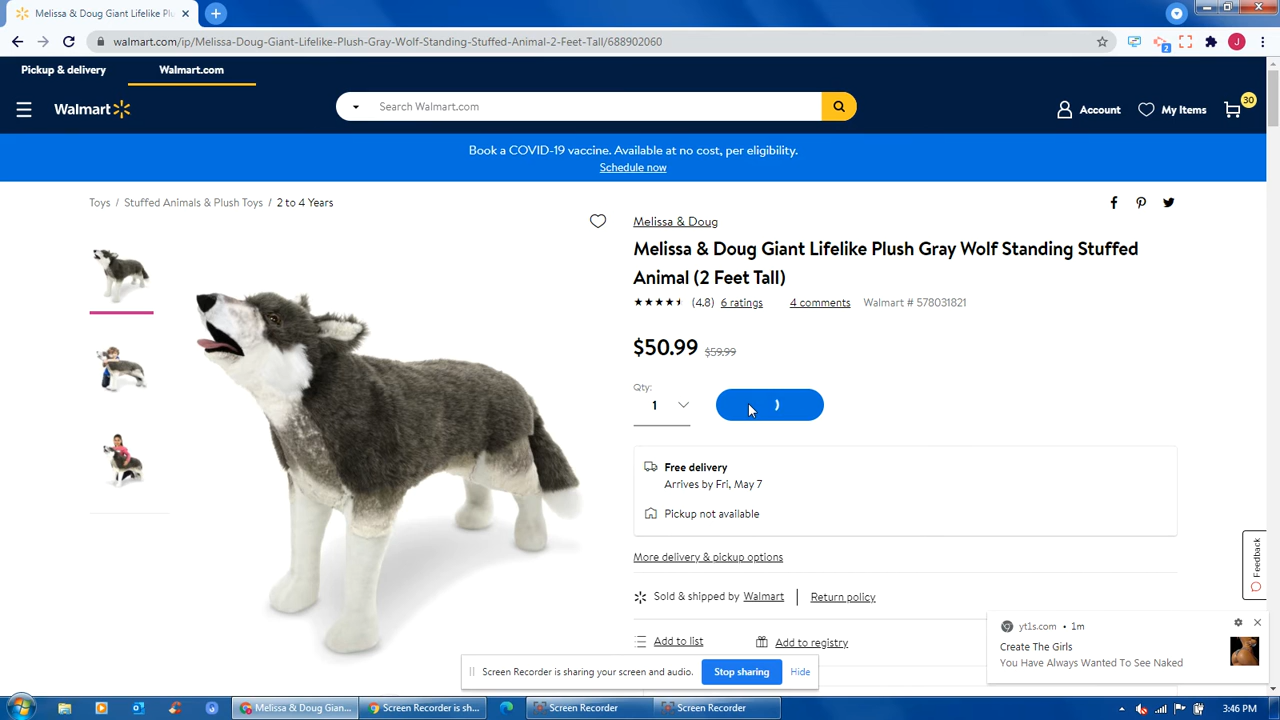 Melissa & Doug Giant Lifelike Plu
walmart.com/ip/Melissa-Doug-Giant-Lifelike-Plush-Gray-Wolf-Standing-Stuffed-Animal-2-Feet-Tall/688902060
2
J
Pickup & delivery
Walmart.com
Walmart
Search Walmart.com
Account
My Items
30
Book a COVID-19 vaccine. Available at no cost, per eligibility.
Schedule now
Toys / Stuffed Animals & Plush Toys / 2 to 4 Years
Melissa & Doug
Melissa & Doug Giant Lifelike Plush Gray Wolf Standing Stuffed
Animal (2 Feet Tall)
(4.8) 6 ratings 4 comments Walmart # 578031821
$50.99 $59.99
Qty:
1
Free delivery
Arrives by Fri, May 7
Pickup not available
More delivery & pickup options
Sold & shipped by Walmart | Return policy
Add to list
Add to registry
Feedback
yt1s.com • 1m
Create The Girls
You Have Always Wanted To See Naked
Screen Recorder is sharing your screen and audio.
Stop sharing
Hide
Melissa & Doug Gian...
Screen Recorder is sh...
Screen Recorder
Screen Recorder
3:46 PM